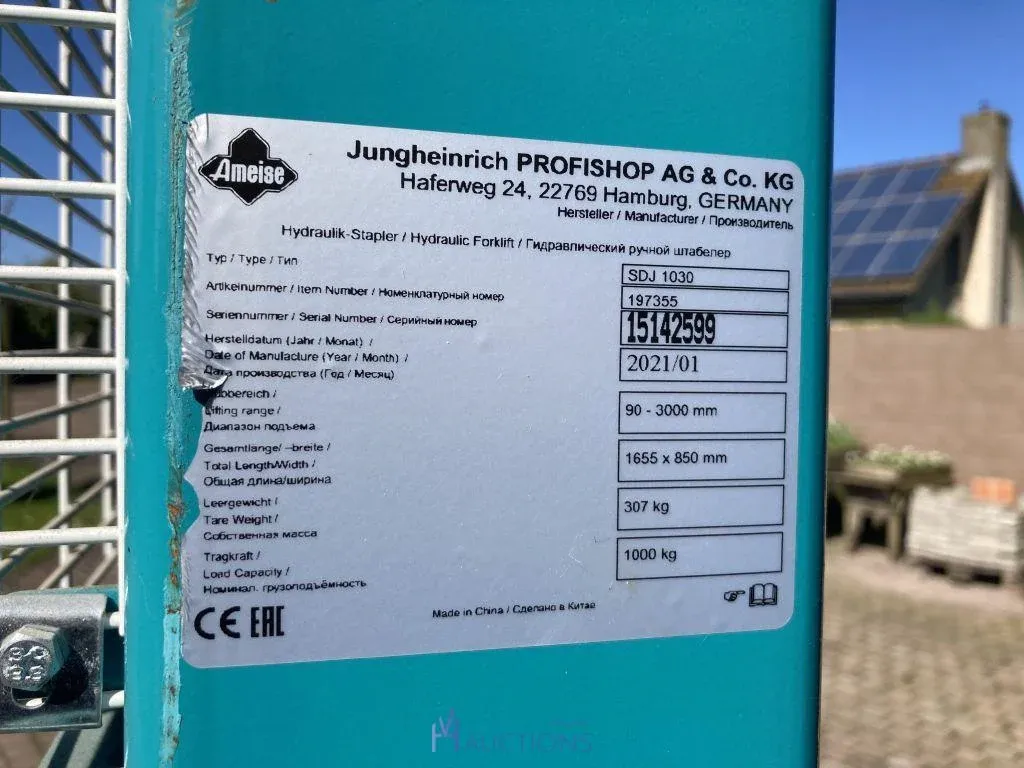 Ameise
Jungheinrich PROFISHOP AG & Co. KG
Haferweg 24, 22769 Hamburg, GERMANY
Hersteller / Manufacturer / Производитель
Hydraulik-Stapler / Hydraulic Forklift / Гидравлический ручной штабелер
Typ / Type / Тип
SDJ 1030
Artikelnummer / Item Number / Номенклатурный номер
197355
Seriennummer / Serial Number / Серийный номер
15142599
Herstelldatum (Jahr / Monat) /
Date of Manufacture (Year / Month) /
Дата производства (Год / Месяц)
2021/01
Lifting range /
Диапазон подъема
90 - 3000 mm
Gesamtlänge/ -breite /
Total Length/Width /
Общая длина/ширина
1655 x 850 mm
Leergewicht /
Tare Weight /
Собственная масса
307 kg
Tragkraft /
Load Capacity /
Номинал. грузоподъёмность
1000 kg
CE EAC
Made in China / Сделано в Китае
8.8
AUCTIONS